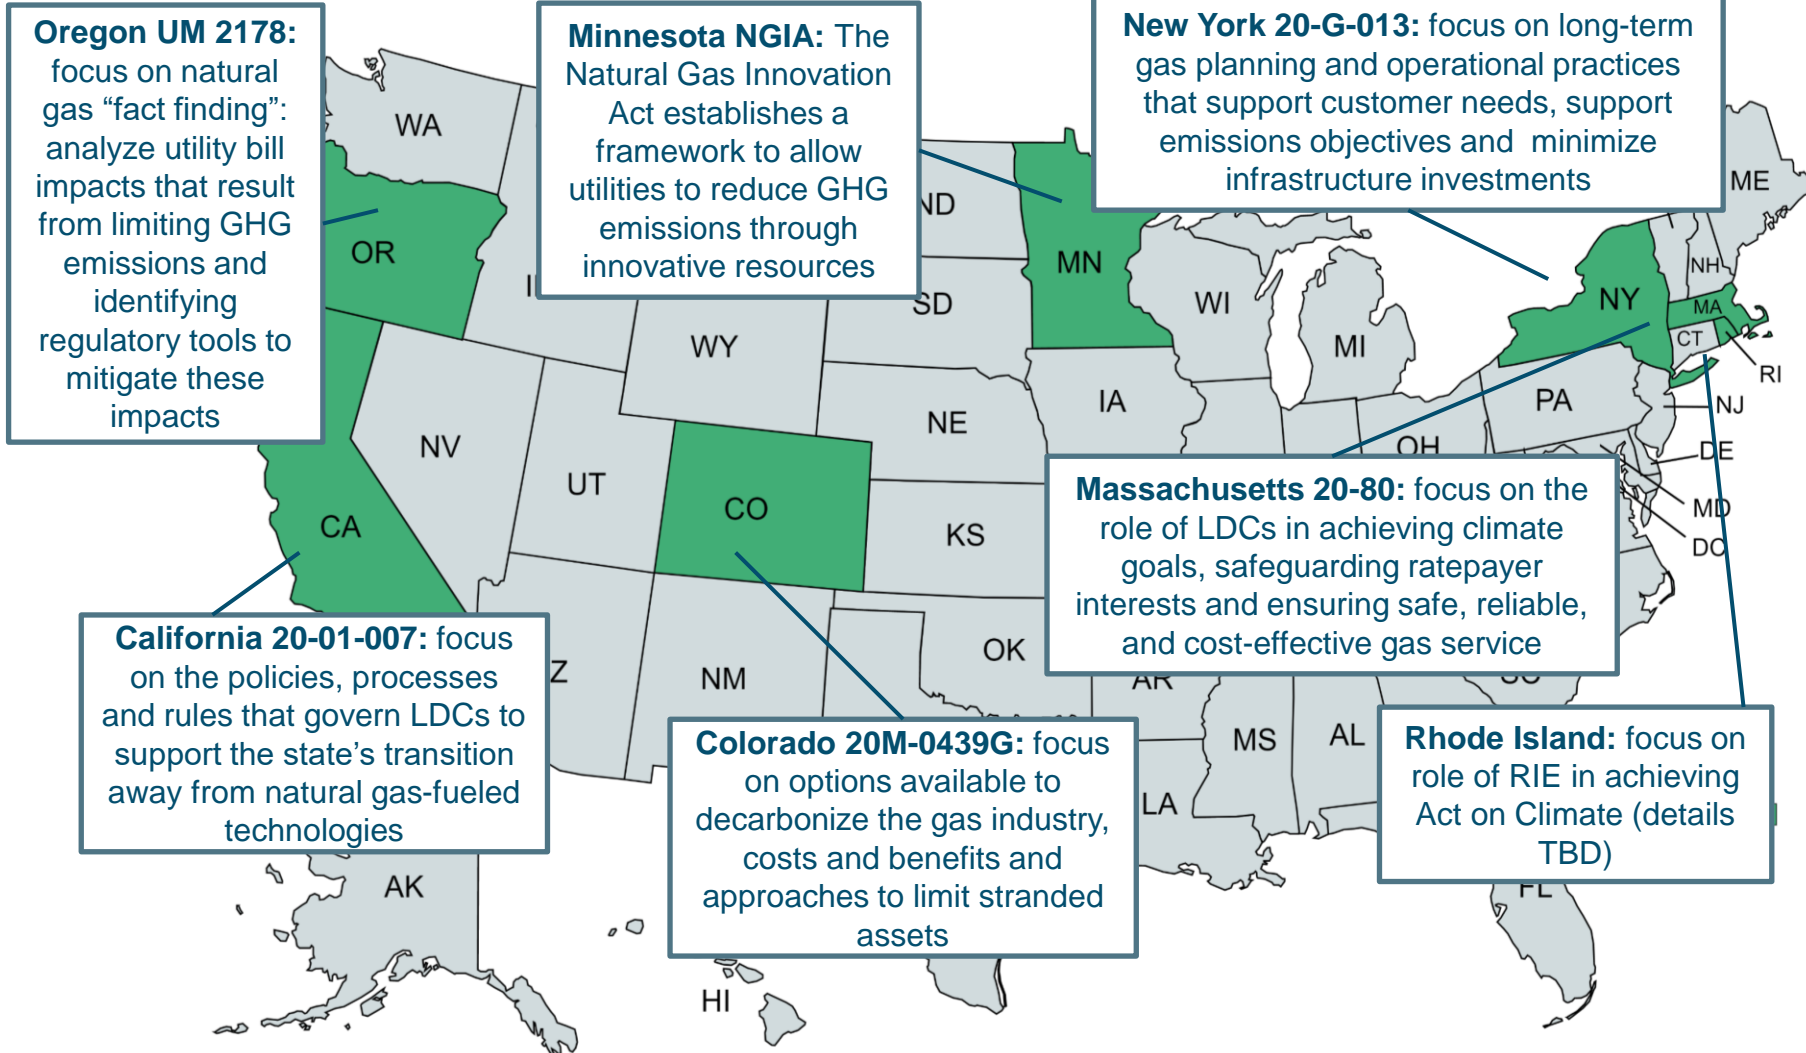 Oregon UM 2178:
focus on natural
gas “fact finding”:
analyze utility bill
impacts that result
from limiting GHG
emissions and
identifying
regulatory tools to
mitigate these
impacts
Minnesota NGIA: The
Natural Gas Innovation
Act establishes a
framework to allow
utilities to reduce GHG
emissions through
innovative resources
New York 20-G-013: focus on long-term
gas planning and operational practices
that support customer needs, support
emissions objectives and  minimize
infrastructure investments
WA
OR
ND
MN
SD
WI
MI
ME
NH
NY
MA
CT
RI
WY
IA
NE
PA
NJ
OH
DE
MD
DC
NV
UT
CO
CA
KS
Massachusetts 20-80: focus on the
role of LDCs in achieving climate
goals, safeguarding ratepayer
interests and ensuring safe, reliable,
and cost-effective gas service
California 20-01-007: focus
on the policies, processes
and rules that govern LDCs to
support the state’s transition
away from natural gas-fueled
technologies
Z
NM
OK
AR
SC
MS
AL
LA
Colorado 20M-0439G: focus
on options available to
decarbonize the gas industry,
costs and benefits and
approaches to limit stranded
assets
Rhode Island: focus on
role of RIE in achieving
Act on Climate (details
TBD)
AK
FL
HI